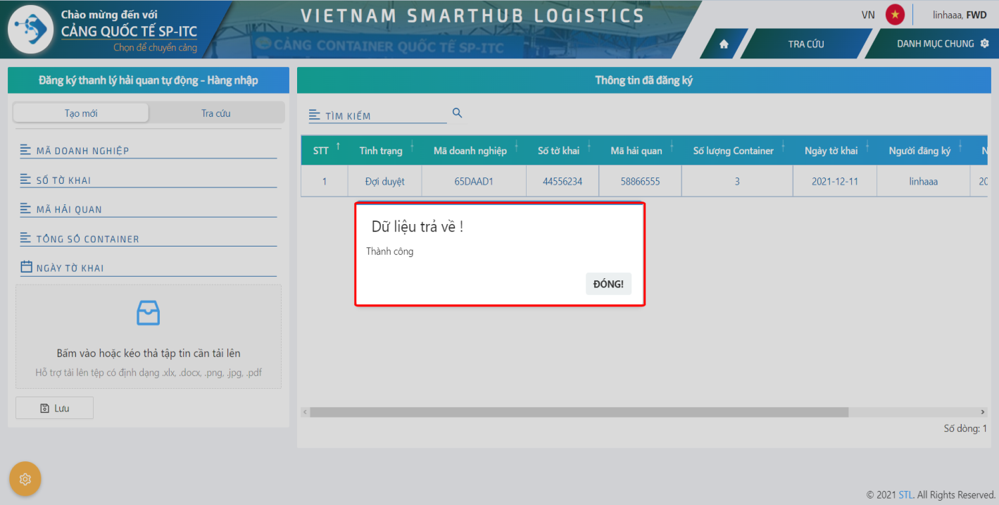 Chào mừng đến với
CẢNG QUỐC TẾ SP-ITC
Chọn để chuyển cảng
VIETNAM SMARTHUB LOGISTICS
CẢNG CONTAINER QUỐC TẾ SP-ITC
VN
linhaaa, FWD
TRA CỨU
DANH MỤC CHUNG
Đăng ký thanh lý hải quan tự động - Hàng nhập
Tạo mới Tra cứu
MÃ DOANH NGHIỆP
SỐ TỜ KHAI
MÃ HẢI QUAN
TỔNG SỐ CONTAINER
NGÀY TỜ KHAI
Bấm vào hoặc kéo thả tập tin cần tải lên
Hỗ trợ tải lên tệp có định dạng .xlx, .docx, .png, .jpg, .pdf
Lưu
Thông tin đã đăng ký
TÌM KIẾM
STT Tình trạng Mã doanh nghiệp Số tờ khai Mã hải quan Số lượng Container Ngày tờ khai Người đăng ký N
1 Đợi duyệt 65DAAD1 44556234 58866555 3 2021-12-11 linhaaa 20
Dữ liệu trả về !
Thành công
ĐÓNG!
Số dòng: 1
© 2021 STL. All Rights Reserved.